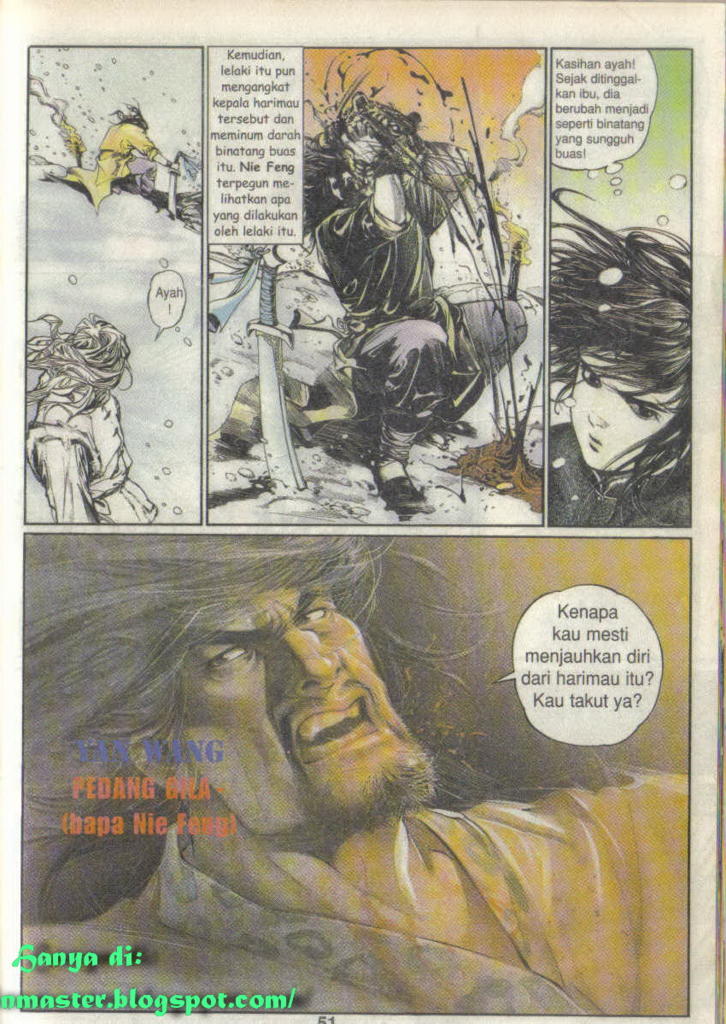 Ayah
!
Kemudian,
lelaki itu pun
mengangkat
kepala harimau
tersebut dan
meminum darah
binatang buas
itu. Nie Feng
terpegun me-
lihatkan apa
yang dilakukan
oleh lelaki itu.
Kasihan ayah!
Sejak ditinggal-
kan ibu, dia
berubah menjadi
seperti binatang
yang sungguh
buas!
Kenapa
kau mesti
menjauhkan diri
dari harimau itu?
Kau takut ya?
WANG
PEDANG GILA -
(bapa Nie Feng)
Hanya di:
nmaster.blogspot.com/
51